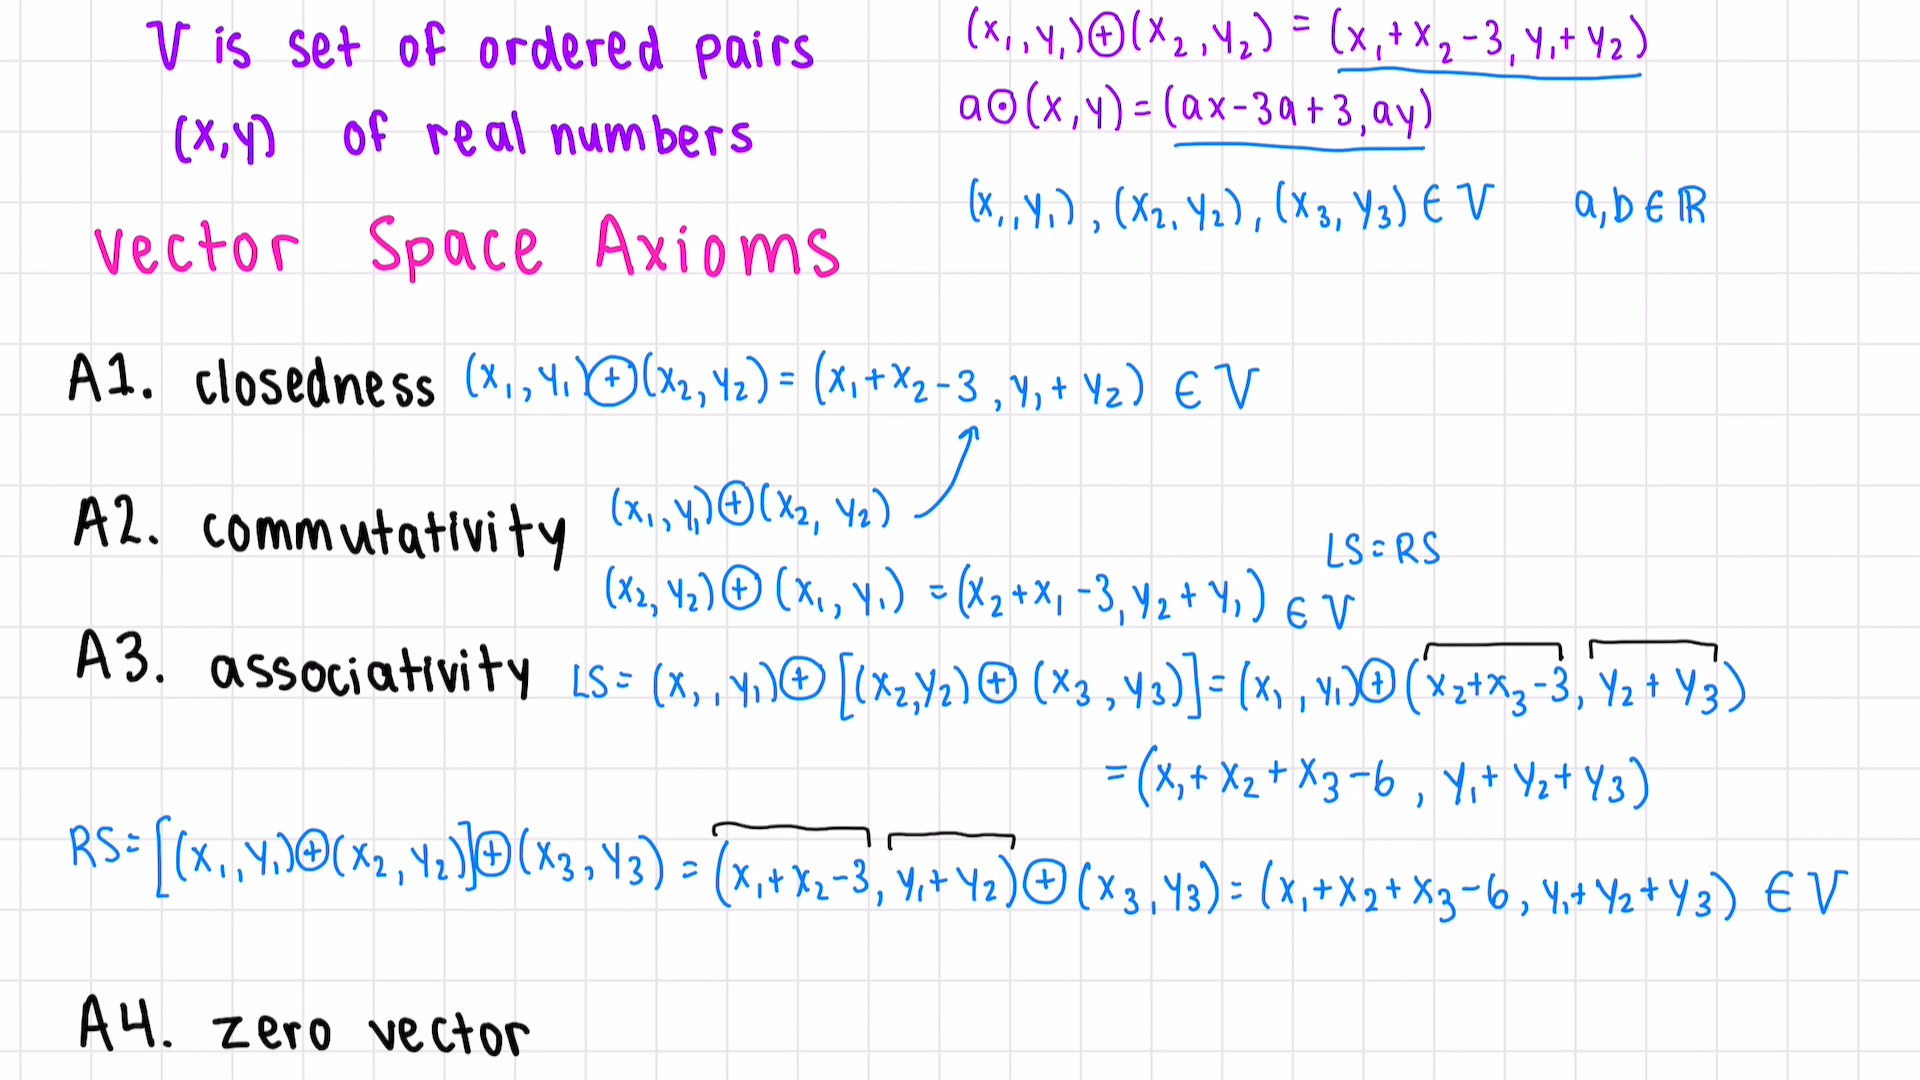 V is set of ordered pairs
(x,y) of real numbers
(x₁,y₁)⊕(x₂,y₂) = (x₁+x₂-3, y₁+y₂)
a⊙(x,y)=(ax-3a+3,ay)
(x₁,y₁), (x₂,y₂), (x₃,y₃) ∈ V a,b ∈ ℝ
Vector Space Axioms
A1. closedness (x₁,y₁)⊕(x₂,y₂)= (x₁+x₂-3, y₁+y₂) ∈ V
A2. commutativity (x₁,y₁)⊕(x₂,y₂)
LS=RS
(x₂,y₂)⊕(x₁,y₁) =(x₂+x₁-3, y₂+y₁) ∈ V
A3. associativity LS= (x₁,y₁)⊕[(x₂,y₂)⊕(x₃,y₃)]=(x₁,y₁)⊕(x₂+x₃-3, y₂+y₃)
=(x₁+x₂+x₃-6, y₁+y₂+y₃)
RS=[(x₁,y₁)⊕(x₂,y₂)]⊕(x₃,y₃) = (x₁+x₂-3, y₁+y₂)⊕(x₃,y₃)= (x₁+x₂+x₃-6, y₁+y₂+y₃) ∈ V
A4. zero vector